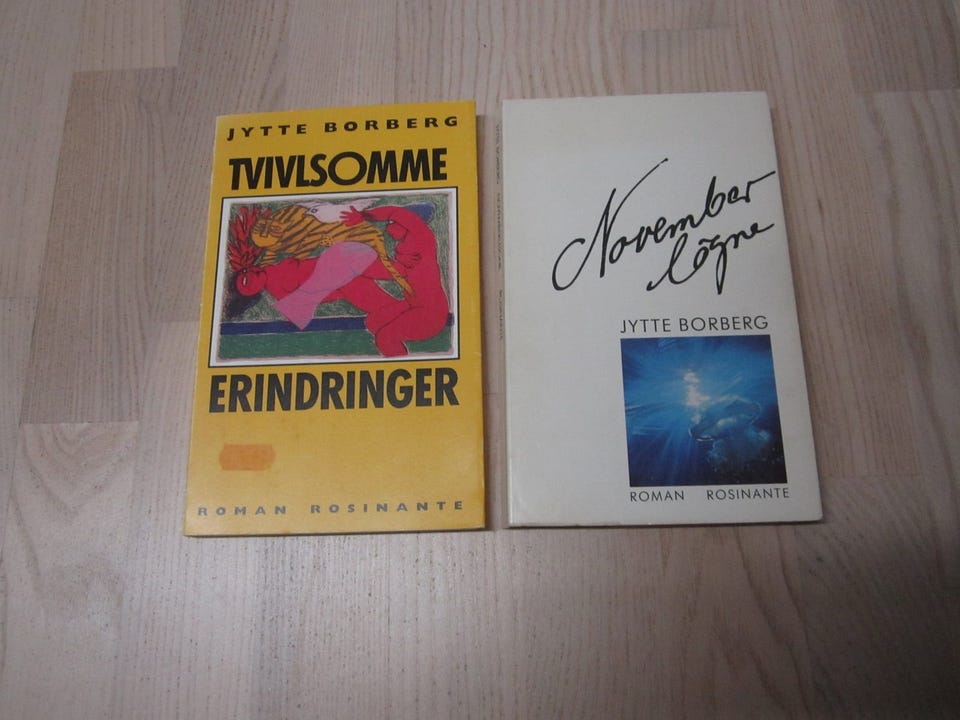 JYTTE BORBERG
TVIVLSOMME
ERINDRINGER
ROMAN ROSINANTE
November
løgne
JYTTE BORBERG
ROMAN ROSINANTE